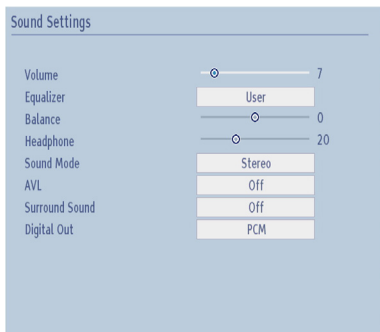 Sound Settings
Volume 7
Equalizer User
Balance 0
Headphone 20
Sound Mode Stereo
AVL Off
Surround Sound Off
Digital Out PCM